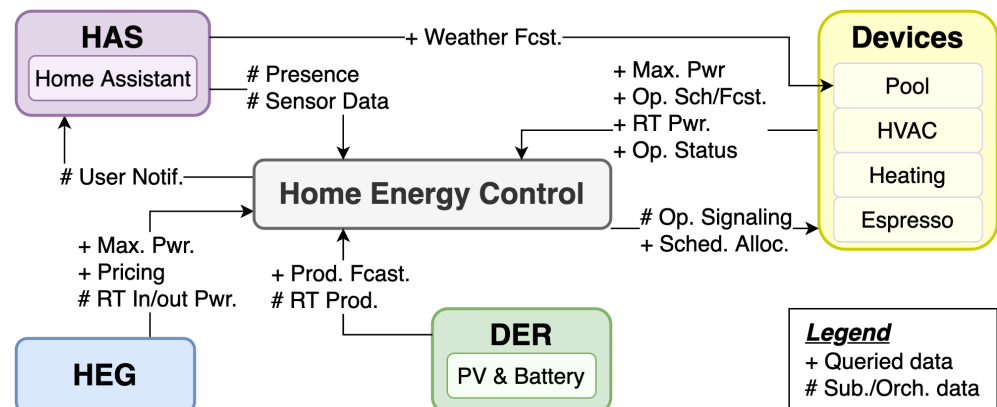 HAS
Home Assistant
+ Weather Fcst.
Devices
Pool
HVAC
Heating
Espresso
# Presence
# Sensor Data
+ Max. Pwr
+ Op. Sch/Fcst.
+ RT Pwr.
+ Op. Status
# User Notif.
Home Energy Control
# Op. Signaling
+ Sched. Alloc.
+ Max. Pwr.
+ Pricing
# RT In/out Pwr.
+ Prod. Fcast.
# RT Prod.
HEG
DER
PV & Battery
Legend
+ Queried data
# Sub./Orch. data